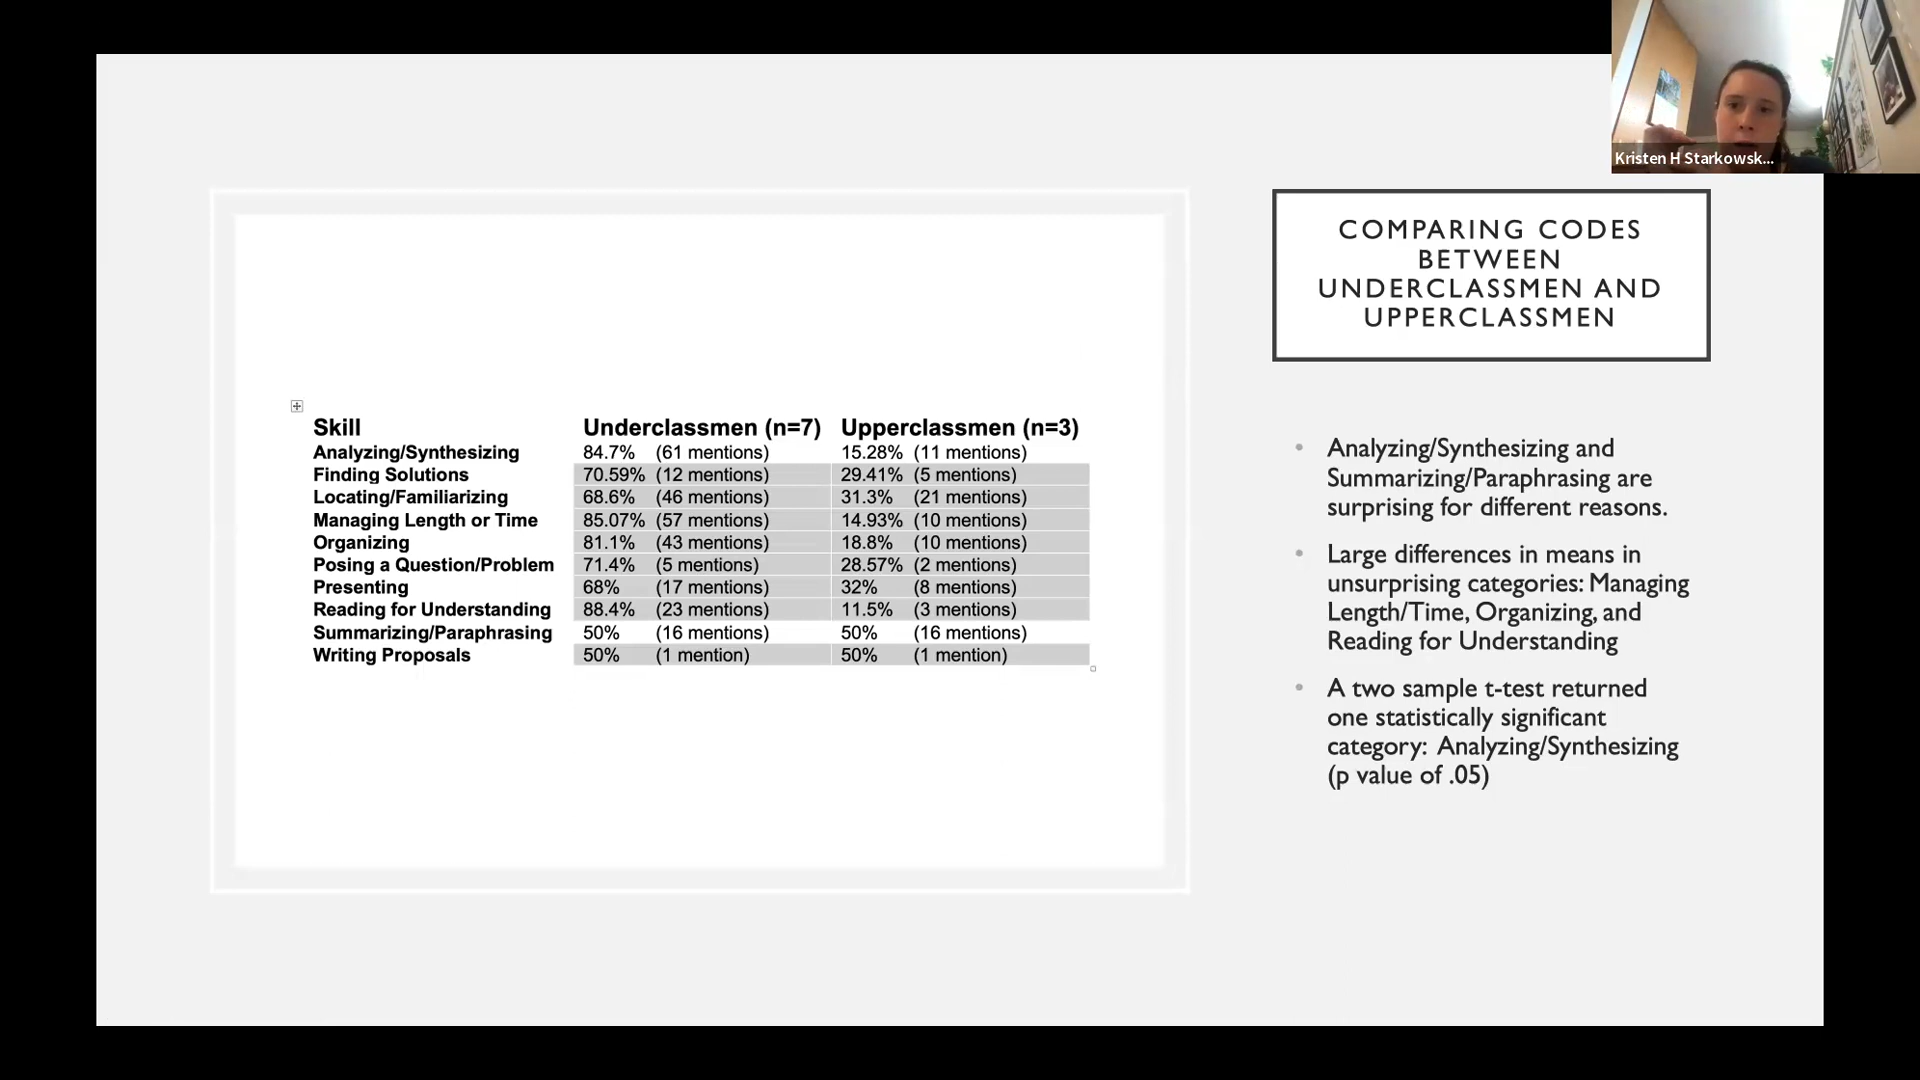 Kristen H Starkowsk...
COMPARING CODES
BETWEEN
UNDERCLASSMEN AND
UPPERCLASSMEN
Skill Underclassmen (n=7) Upperclassmen (n=3)
Analyzing/Synthesizing 84.7% (61 mentions) 15.28% (11 mentions)
Finding Solutions 70.59% (12 mentions) 29.41% (5 mentions)
Locating/Familiarizing 68.6% (46 mentions) 31.3% (21 mentions)
Managing Length or Time 85.07% (57 mentions) 14.93% (10 mentions)
Organizing 81.1% (43 mentions) 18.8% (10 mentions)
Posing a Question/Problem 71.4% (5 mentions) 28.57% (2 mentions)
Presenting 68% (17 mentions) 32% (8 mentions)
Reading for Understanding 88.4% (23 mentions) 11.5% (3 mentions)
Summarizing/Paraphrasing 50% (16 mentions) 50% (16 mentions)
Writing Proposals 50% (1 mention) 50% (1 mention)
• Analyzing/Synthesizing and
Summarizing/Paraphrasing are
surprising for different reasons.
• Large differences in means in
unsurprising categories: Managing
Length/Time, Organizing, and
Reading for Understanding
• A two sample t-test returned
one statistically significant
category: Analyzing/Synthesizing
(p value of .05)